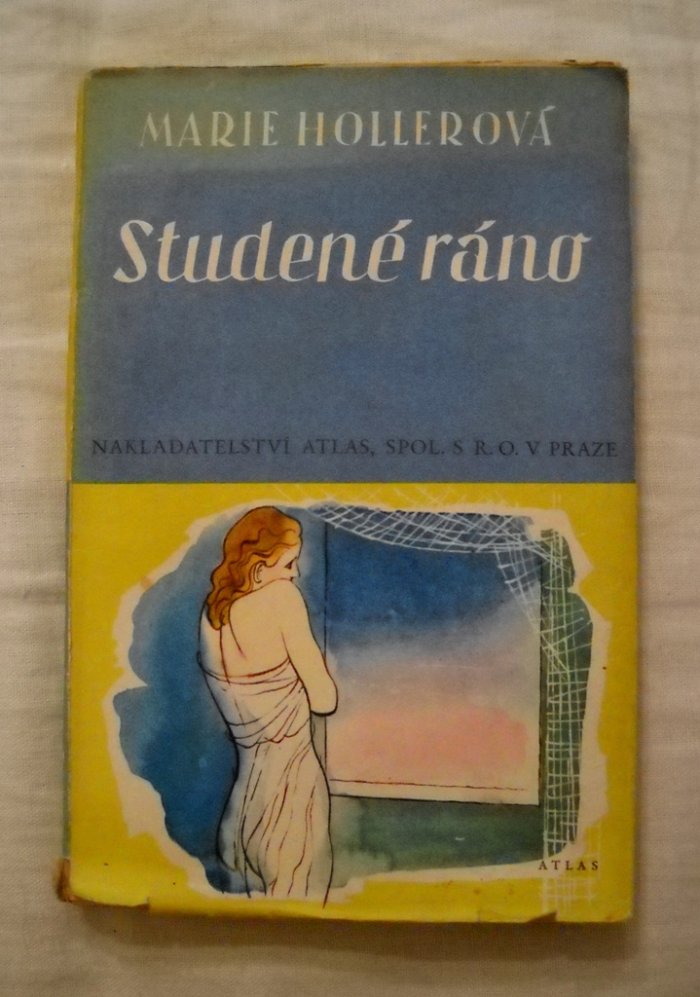 MARIE HOLLEROVÁ
Studené ráno
NAKLADATELSTVÍ ATLAS, SPOL. S R. O. V PRAZE
ATLAS